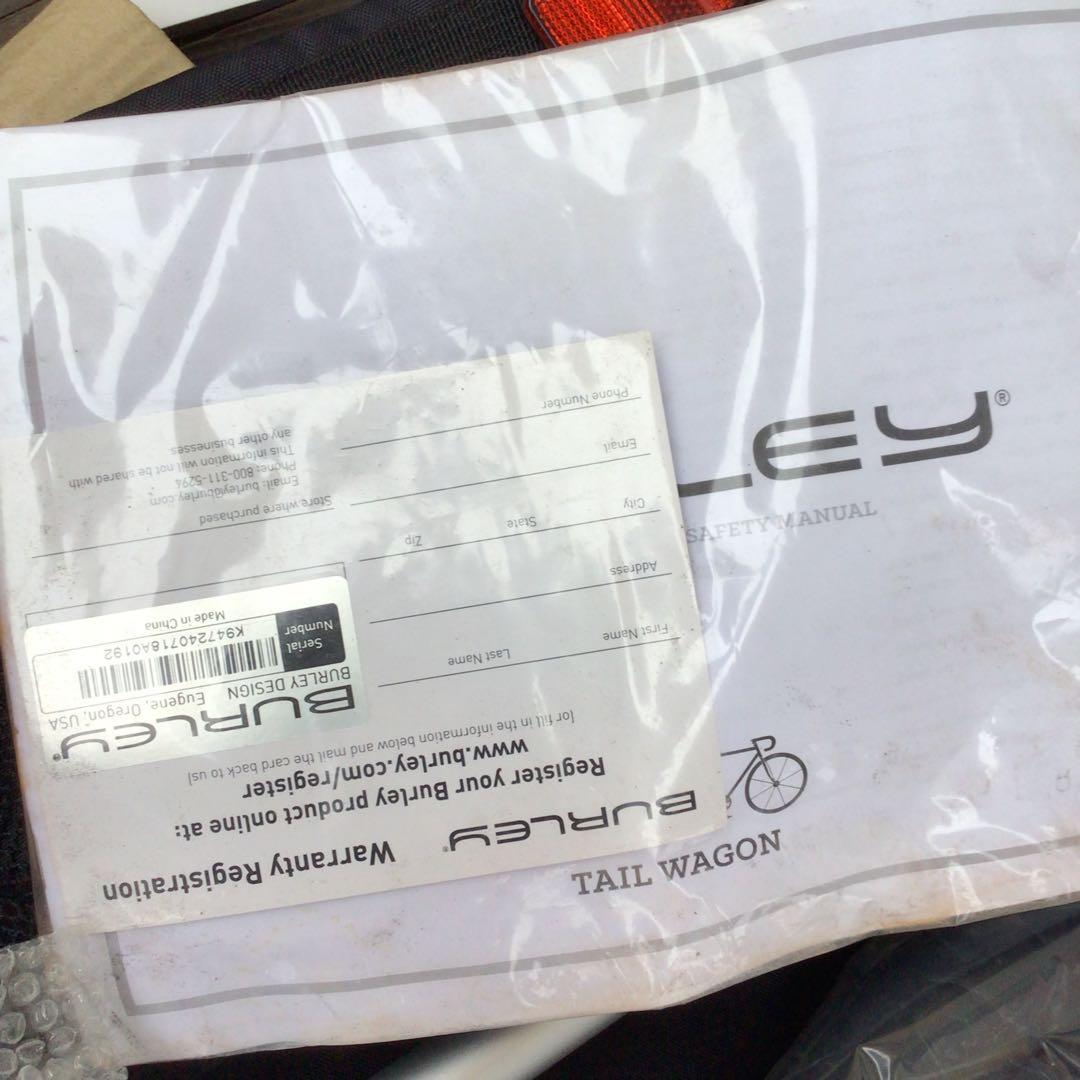 LEY®
SAFETY MANUAL
TAIL WAGON
BURLEY® Warranty Registration
Register your Burley product online at:
www.burley.com/register
(or fill in the information below and mail the card back to us)
First Name Last Name
Address
City State Zip
Email
Phone Number
BURLEY®
BURLEY DESIGN Eugene, Oregon, USA
Serial Number
K947240718A0192
Made in China
Store where purchased
Email: burley@burley.com
Phone: 800-311-5294
This information will not be shared with
any other businesses.